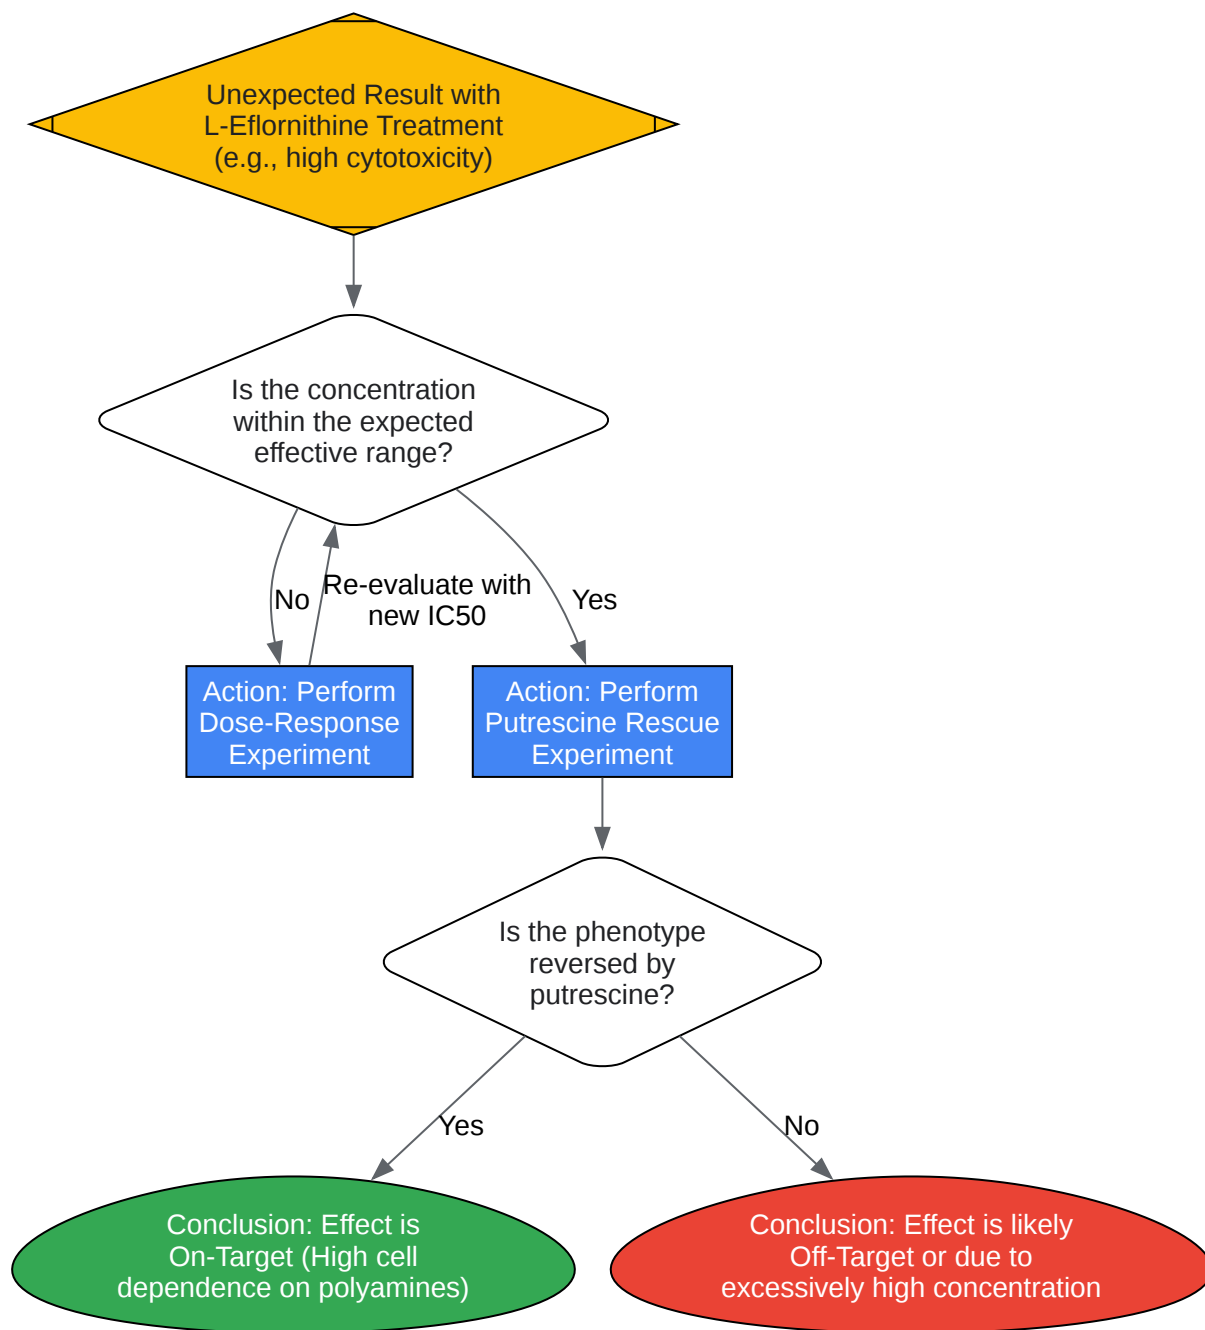 Unexpected Result with
L-Eflornithine Treatment
(e.g., high cytotoxicity)
Is the concentration
within the expected
effective range?
No
Re-evaluate with
new IC50
Yes
Action: Perform
Dose-Response
Experiment
Action: Perform
Putrescine Rescue
Experiment
Is the phenotype
reversed by
putrescine?
Yes
No
Conclusion: Effect is
On-Target (High cell
dependence on polyamines)
Conclusion: Effect is likely
Off-Target or due to
excessively high concentration